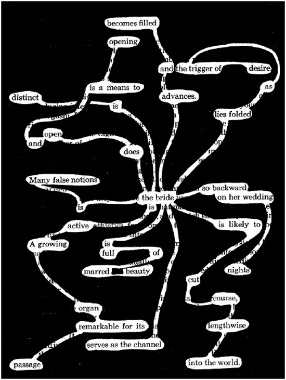 becomes filled
opening
and the trigger of desire,
is a means to
as
distinct
is
advances.
lies folded
open
and
does
Many false notions
so backward
the bride
on her wedding
is
active
is likely to
A growing
is
full of
marred beauty
nights
cut
organ
a course,
remarkable for its
lengthwise
serves as the channel
passage
into the world.